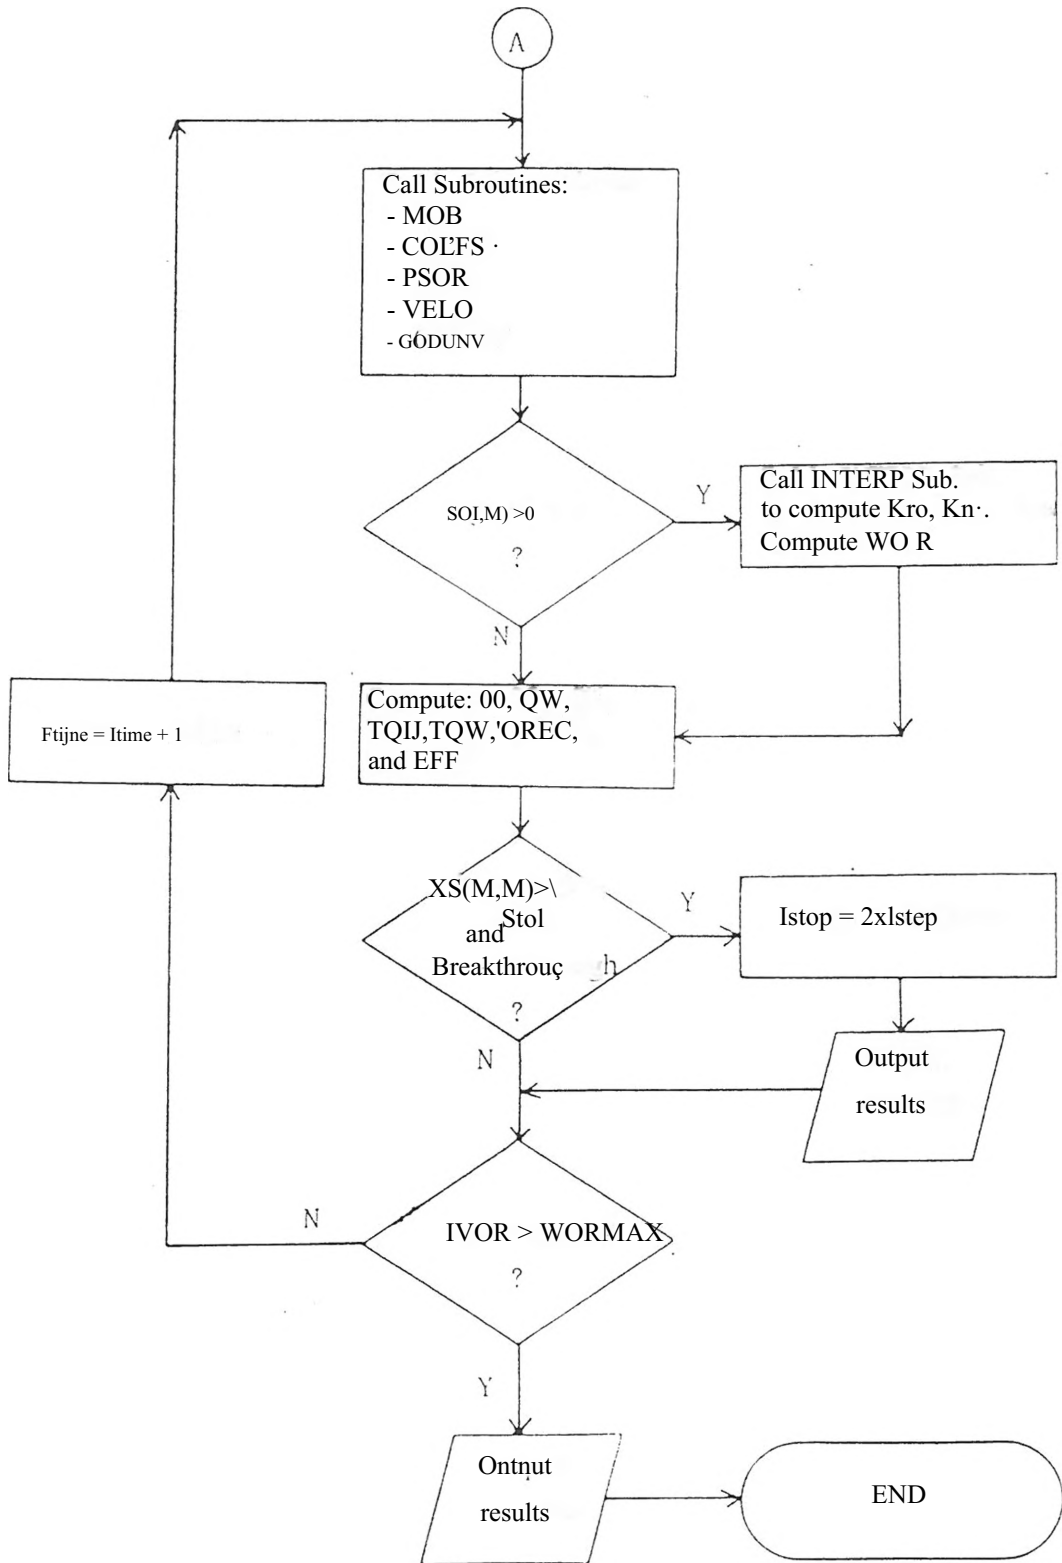 A
Call Subroutines:
- MOB
- COĽFS ·
- PSOR
- VELO
- GODUNV
SOI,M) >0
?
Y
Call INTERP Sub.
to compute Kro, Kn·.
Compute WO R
N
Compute: 00, QW,
TQIJ,TQW,'OREC,
and EFF
Ftijne = Itime + 1
XS(M,M)>\
Stol
and
Breakthrouç h
?
Y
Istop = 2xlstep
N
Output
results
IVOR > WORMAX
?
N
Y
Ontnut
results
END